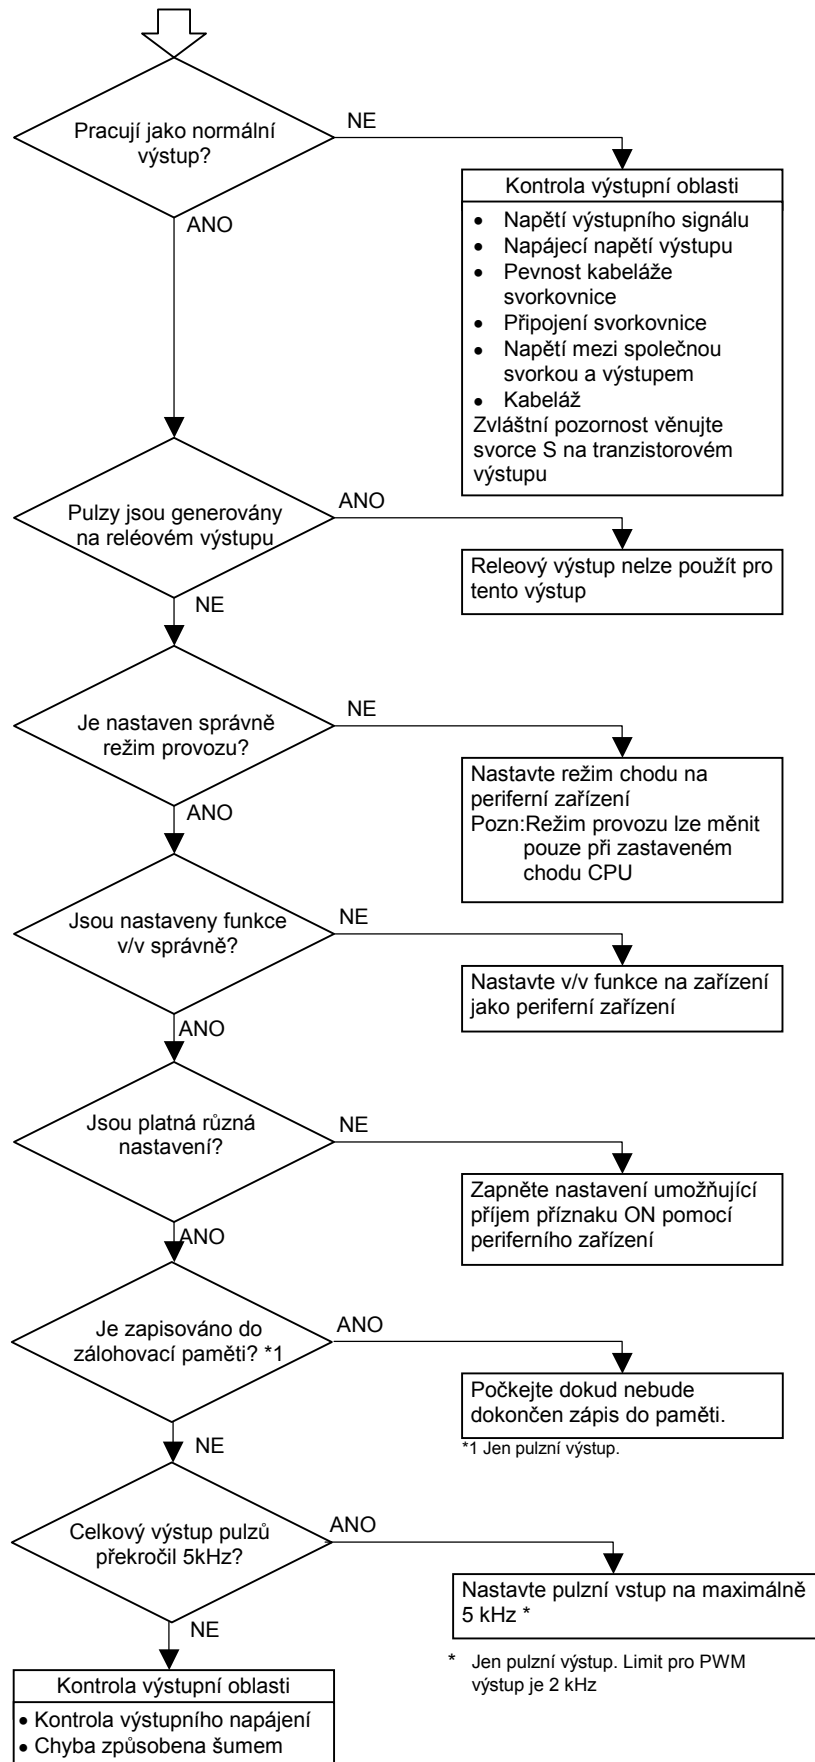 Pracují jako normální
výstup?
NE
ANO
Kontrola výstupní oblasti
• Napětí výstupního signálu
• Napájecí napětí výstupu
• Pevnost kabeláže
svorkovnice
• Připojení svorkovnice
• Napětí mezi společnou
svorkou a výstupem
• Kabeláž
Zvláštní pozornost věnujte
svorce S na tranzistorovém
výstupu
Pulzy jsou generovány
na reléovém výstupu
ANO
NE
Releový výstup nelze použít pro
tento výstup
Je nastaven správně
režim provozu?
NE
ANO
Nastavte režim chodu na
periferní zařízení
Pozn:Režim provozu lze měnit
pouze při zastaveném
chodu CPU
Jsou nastaveny funkce
v/v správně?
NE
ANO
Nastavte v/v funkce na zařízení
jako periferní zařízení
Jsou platná různá
nastavení?
NE
ANO
Zapněte nastavení umožňující
příjem příznaku ON pomocí
periferního zařízení
Je zapisováno do
zálohovací paměti? *1
ANO
NE
Počkejte dokud nebude
dokončen zápis do paměti.
*1 Jen pulzní výstup.
Celkový výstup pulzů
překročil 5kHz?
ANO
NE
Nastavte pulzní vstup na maximálně
5 kHz *
* Jen pulzní výstup. Limit pro PWM
výstup je 2 kHz
Kontrola výstupní oblasti
• Kontrola výstupního napájení
• Chyba způsobena šumem